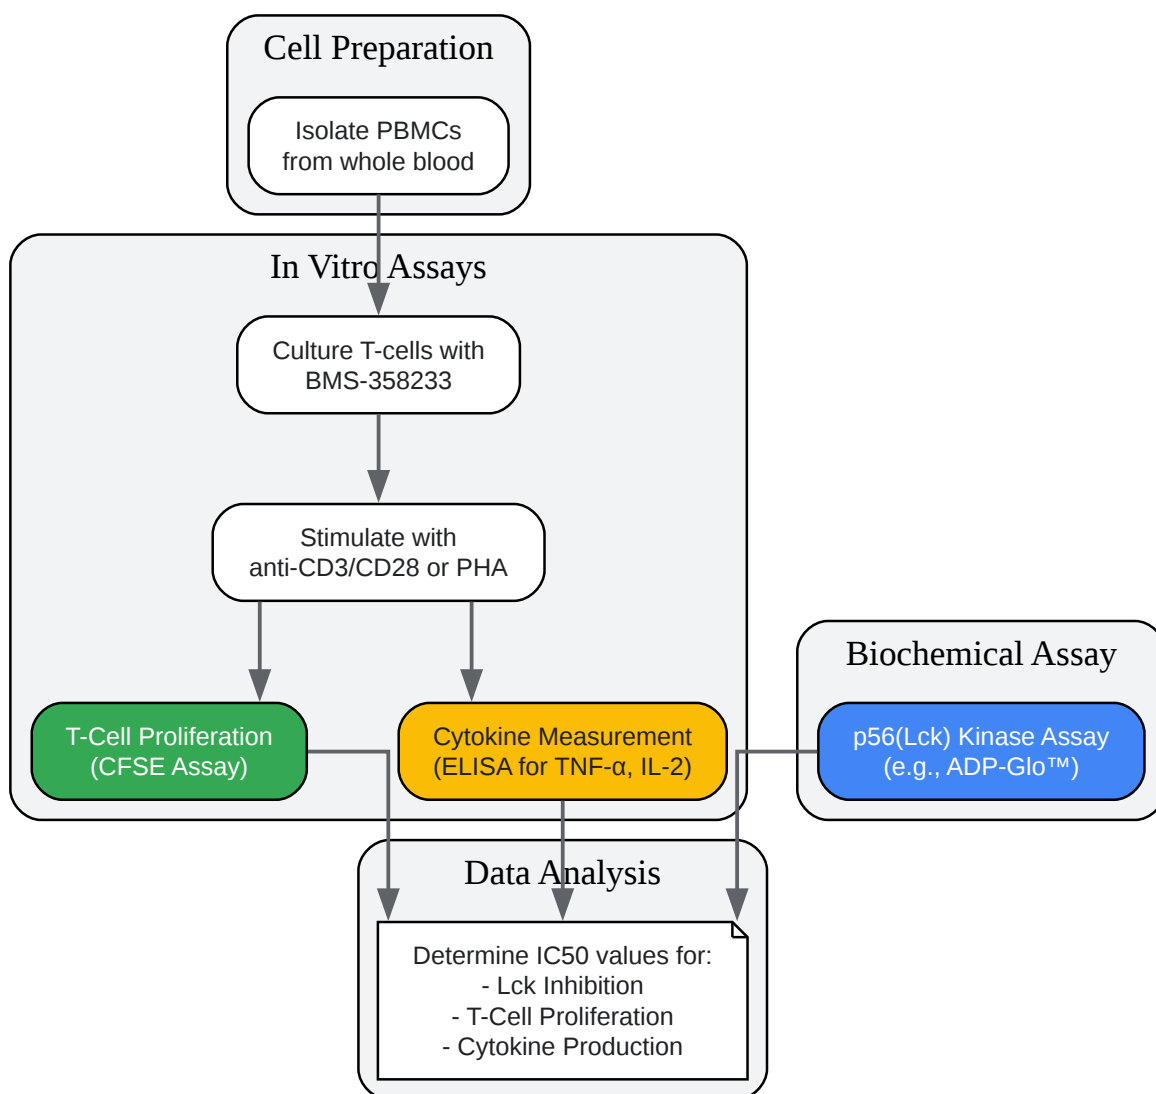 Cell Preparation
Isolate PBMCs
from whole blood
In Vitro Assays
Culture T-cells with
BMS-358233
Stimulate with
anti-CD3/CD28 or PHA
T-Cell Proliferation
(CFSE Assay)
Cytokine Measurement
(ELISA for TNF-α, IL-2)
Biochemical Assay
p56(Lck) Kinase Assay
(e.g., ADP-Glo™)
Data Analysis
Determine IC50 values for:
- Lck Inhibition
- T-Cell Proliferation
- Cytokine Production